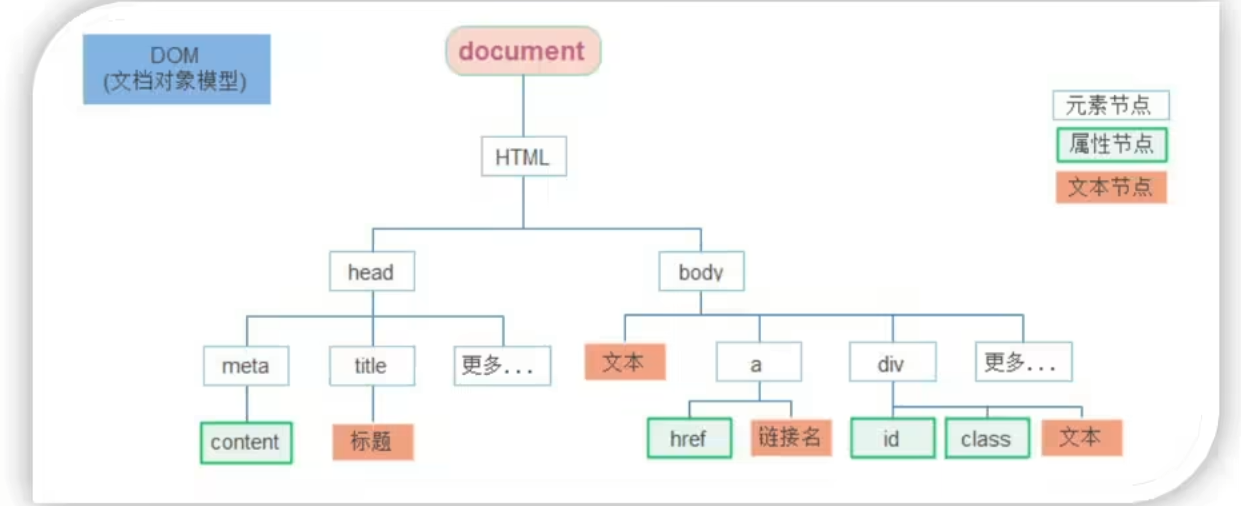 DOM
(文档对象模型)
document
元素节点
属性节点
文本节点
HTML
head
body
meta
title
更多...
文本
a
div
更多...
content
标题
href
链接名
id
class
文本